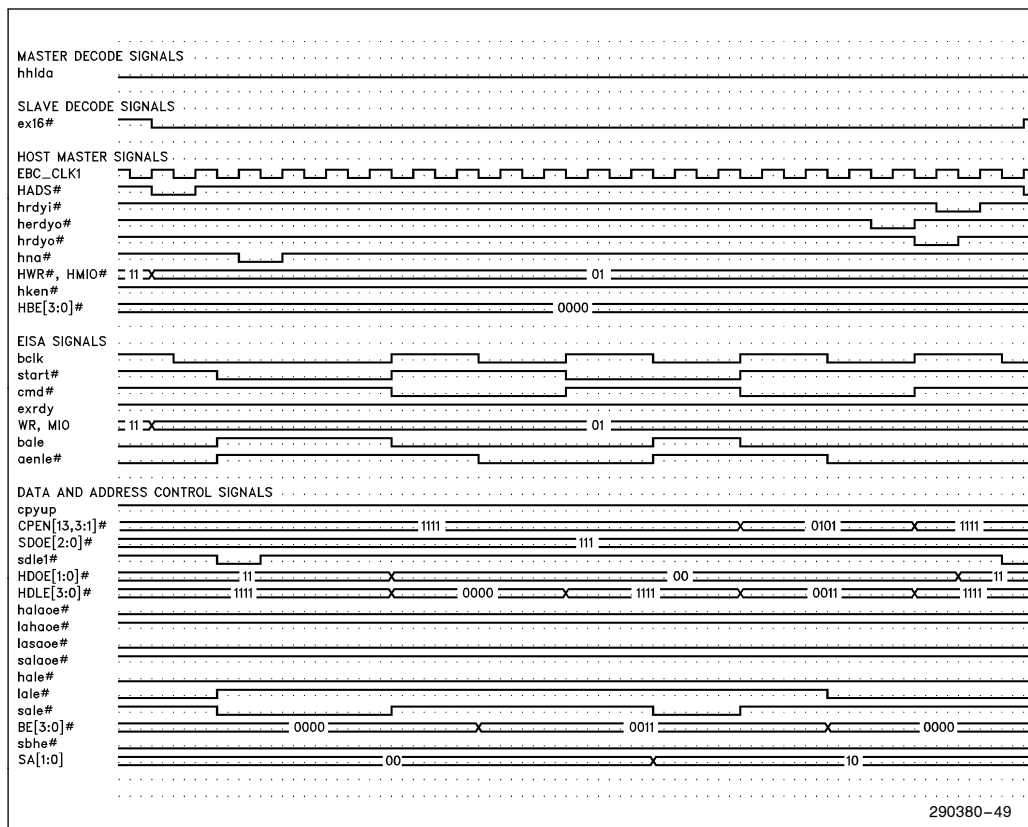 MASTER DECODE SIGNALS
hhlda
SLAVE DECODE SIGNALS
ex16#
HOST MASTER SIGNALS
EBC_CLK1
HADS#
hrdyi#
herdyo#
hrdyo#
hna#
HWR#, HMIO# 11 01
hken#
HBE[3:0]# 0000
EISA SIGNALS
bclk
start#
cmd#
exrdy
WR, MIO 11 01
bale
aenle#
DATA AND ADDRESS CONTROL SIGNALS
cpyup
CPEN[13,3:1]# 1111 0101 1111
SDOE[2:0]# 111
sdle1#
HDOE[1:0]# 11 00 11
HDLE[3:0]# 1111 0000 1111 0011 1111
halaoe#
lahaoe#
lasaoe#
salaoe#
hale#
lale#
sale#
BE[3:0]# 0000 0011 0000
sbhe#
SA[1:0] 00 10
290380-49